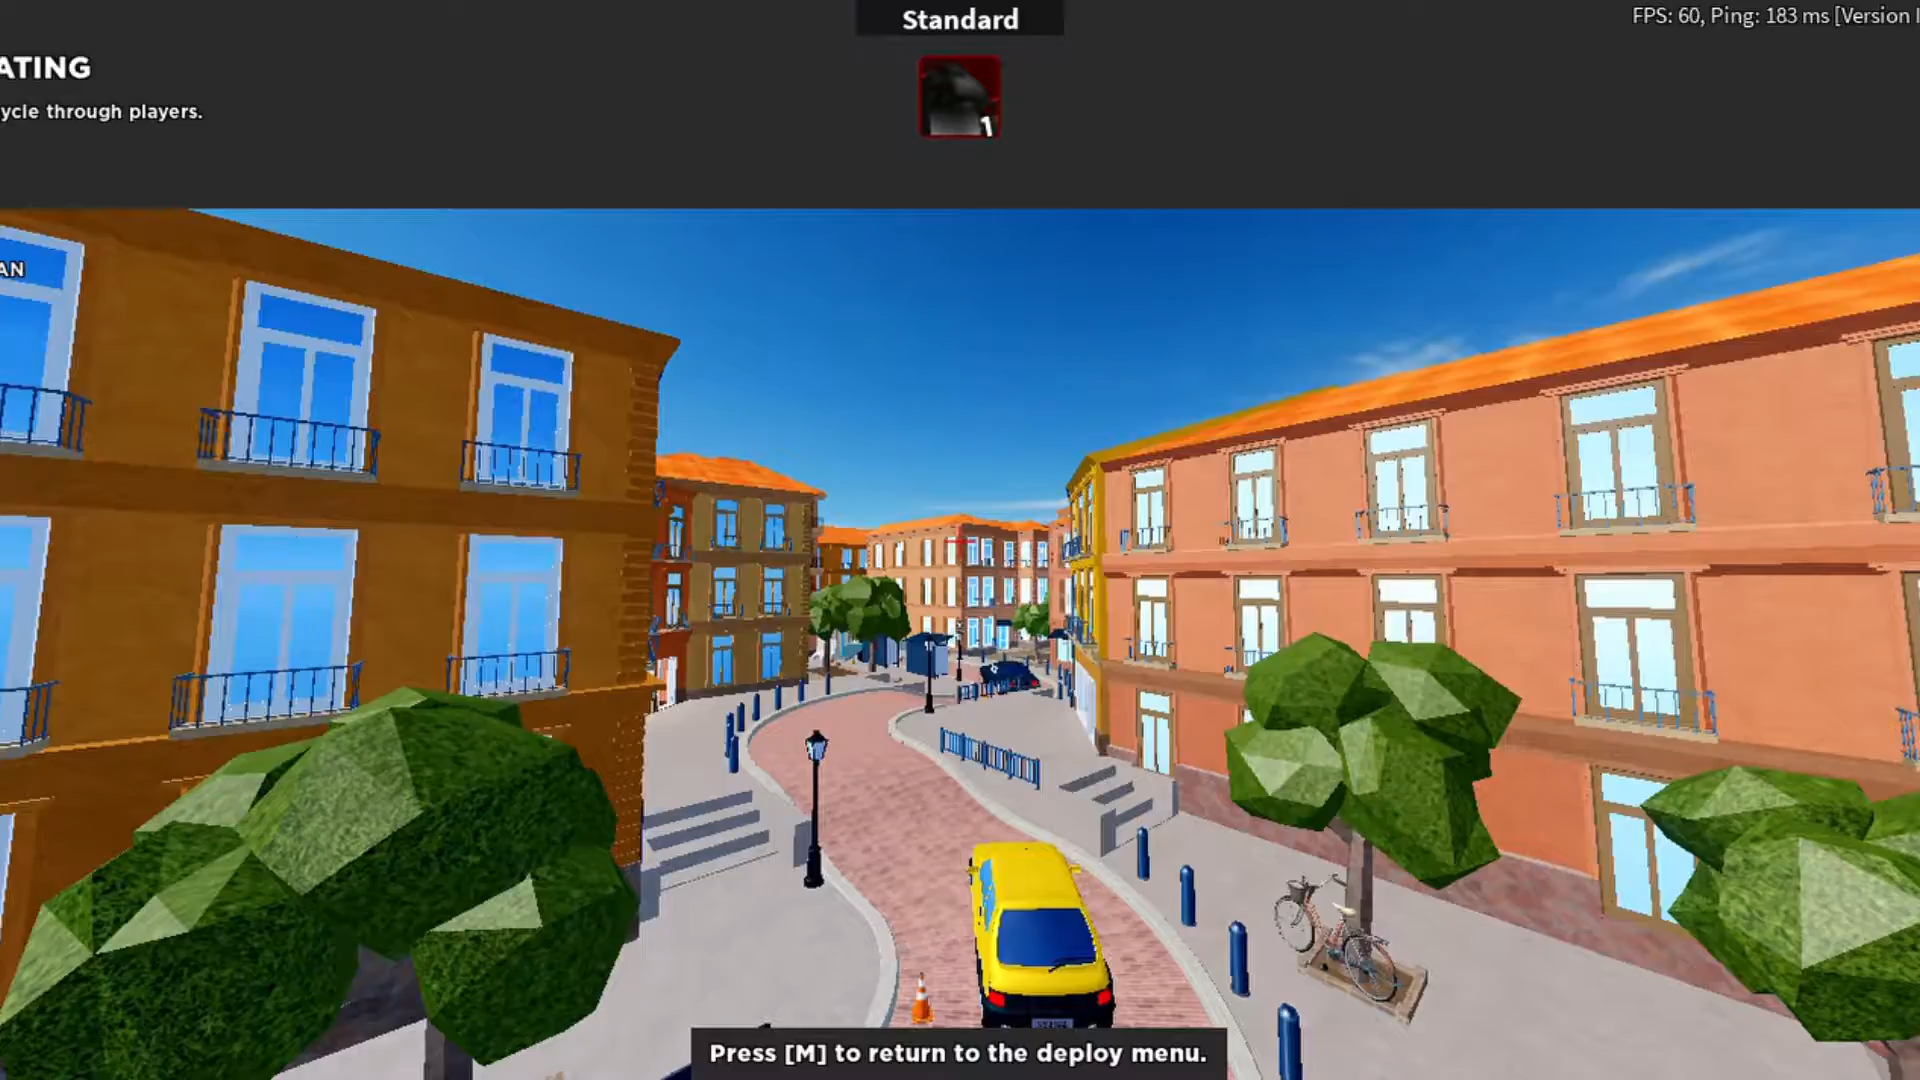 Standard
FPS: 60, Ping: 183 ms [Version
ATING
ycle through players.
1
AN
Press [M] to return to the deploy menu.